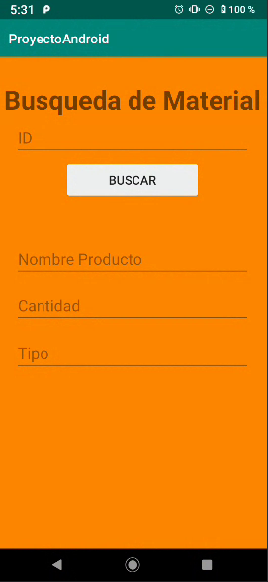 5:31
100 %
ProyectoAndroid
Busqueda de Material
ID
BUSCAR
Nombre Producto
Cantidad
Tipo